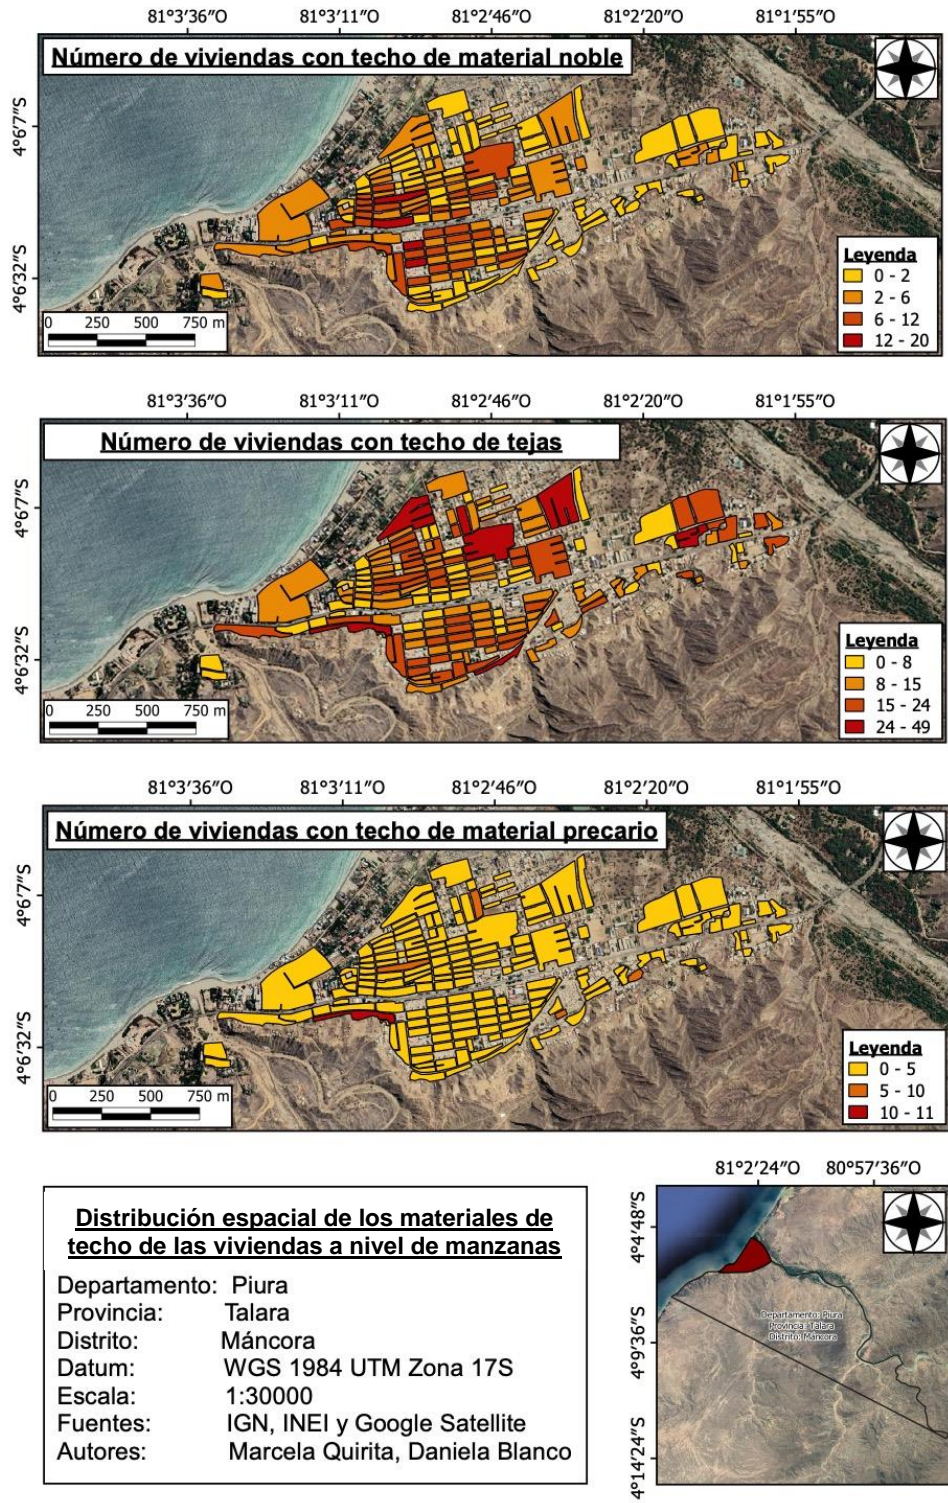 81°3′36″O 81°3′11″O 81°2′46″O 81°2′20″O 81°1′55″O
Número de viviendas con techo de material noble
4°6′7″S
4°6′32″S
Leyenda
0 - 2
2 - 6
6 - 12
12 - 20
0 250 500 750 m
81°3′36″O 81°3′11″O 81°2′46″O 81°2′20″O 81°1′55″O
Número de viviendas con techo de tejas
4°6′7″S
4°6′32″S
Leyenda
0 - 8
8 - 15
15 - 24
24 - 49
0 250 500 750 m
81°3′36″O 81°3′11″O 81°2′46″O 81°2′20″O 81°1′55″O
Número de viviendas con techo de material precario
4°6′7″S
4°6′32″S
Leyenda
0 - 5
5 - 10
10 - 11
0 250 500 750 m
Distribución espacial de los materiales de
techo de las viviendas a nivel de manzanas
Departamento: Piura
Provincia: Talara
Distrito: Máncora
Datum: WGS 1984 UTM Zona 17S
Escala: 1:30000
Fuentes: IGN, INEI y Google Satellite
Autores: Marcela Quirita, Daniela Blanco
81°2′24″O 80°57′36″O
4°4′48″S
4°9′36″S
4°14′24″S
Departamento: Piura
Provincia: Talara
Distrito: Máncora